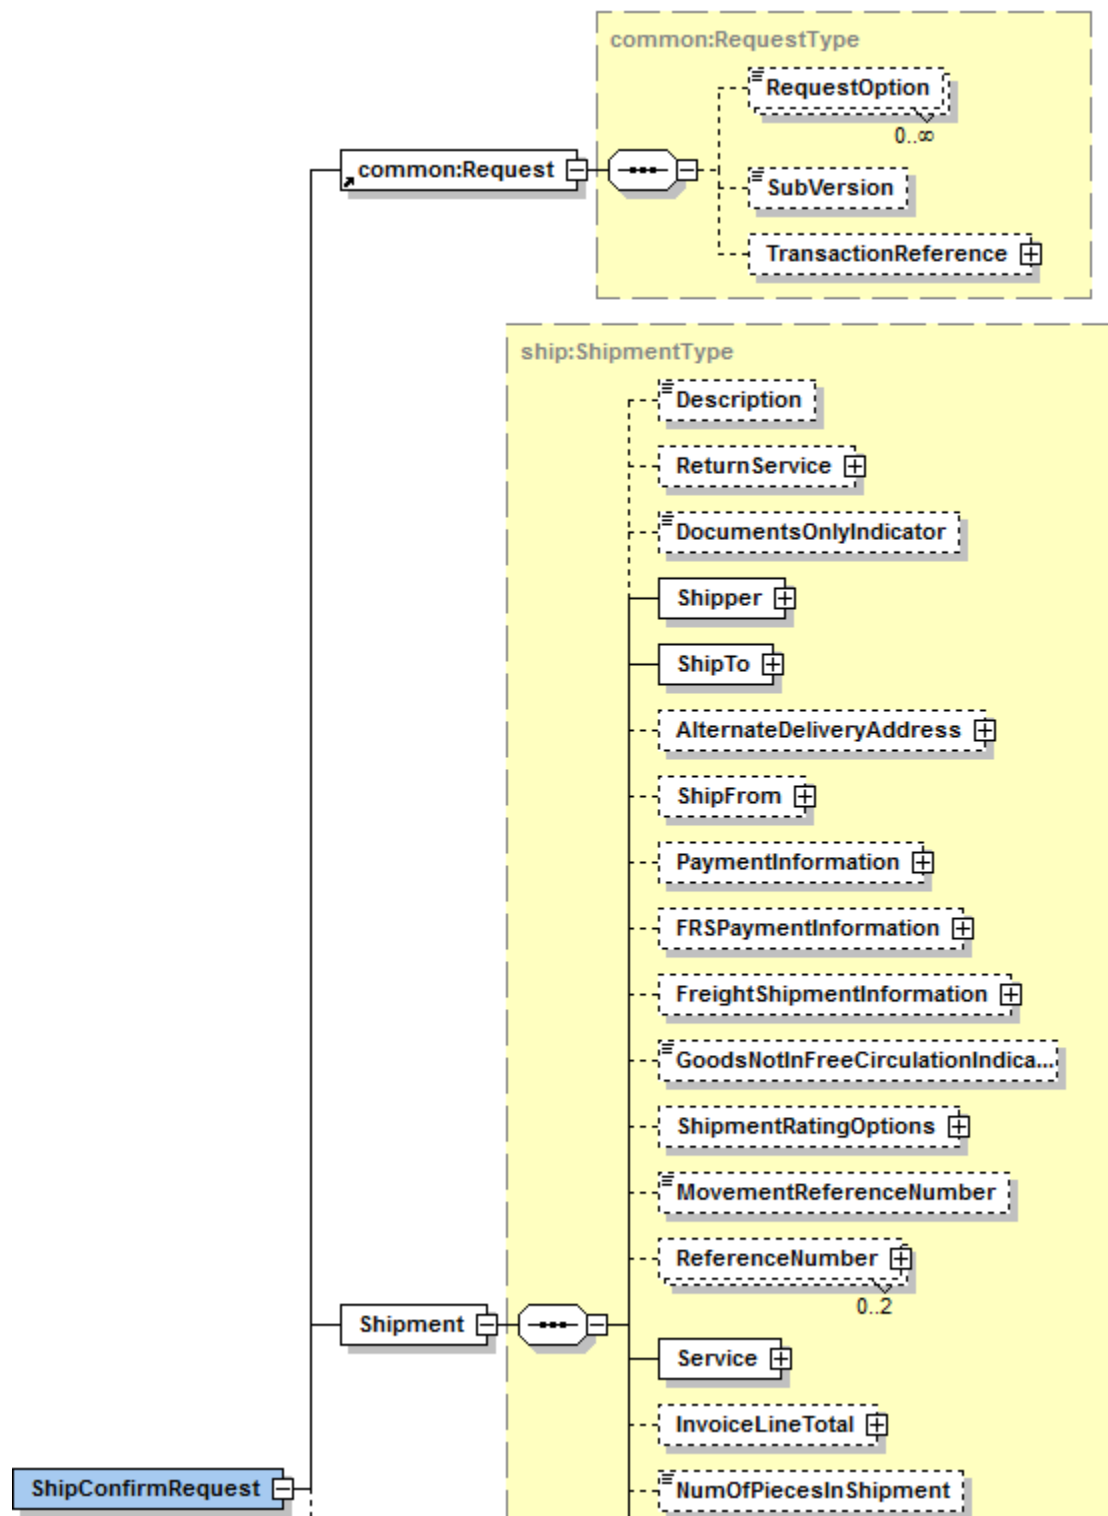 common:RequestType
RequestOption
0..∞
common:Request
SubVersion
TransactionReference
ship:ShipmentType
Description
ReturnService
DocumentsOnlyIndicator
Shipper
ShipTo
AlternateDeliveryAddress
ShipFrom
PaymentInformation
FRSPaymentInformation
FreightShipmentInformation
GoodsNotInFreeCirculationIndica...
ShipmentRatingOptions
MovementReferenceNumber
ReferenceNumber
0..2
Shipment
Service
InvoiceLineTotal
ShipConfirmRequest
NumOfPiecesInShipment